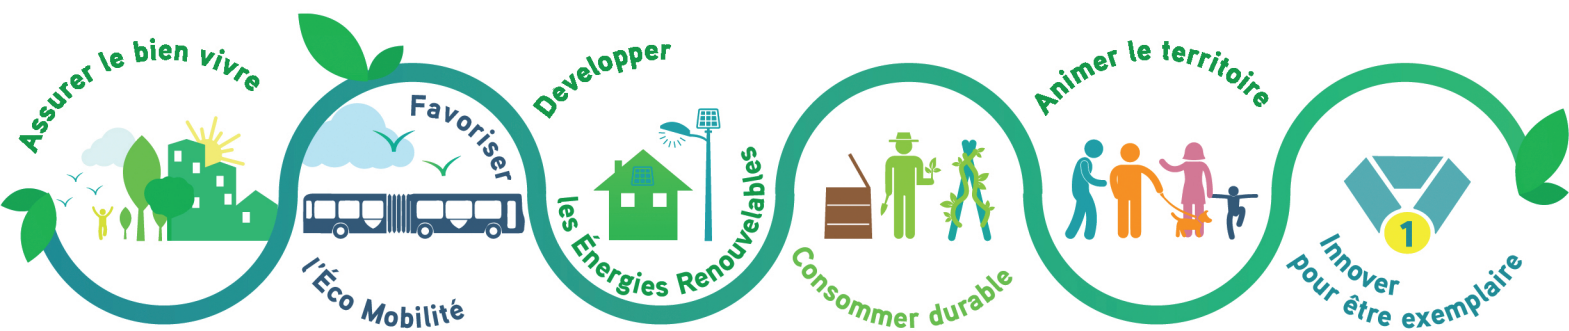 Assurer le bien vivre
Favoriser
l'Éco Mobilité
Developper
les Énergies Renouvelables
Consommer durable
Animer le territoire
1
Innover
pour être exemplaire